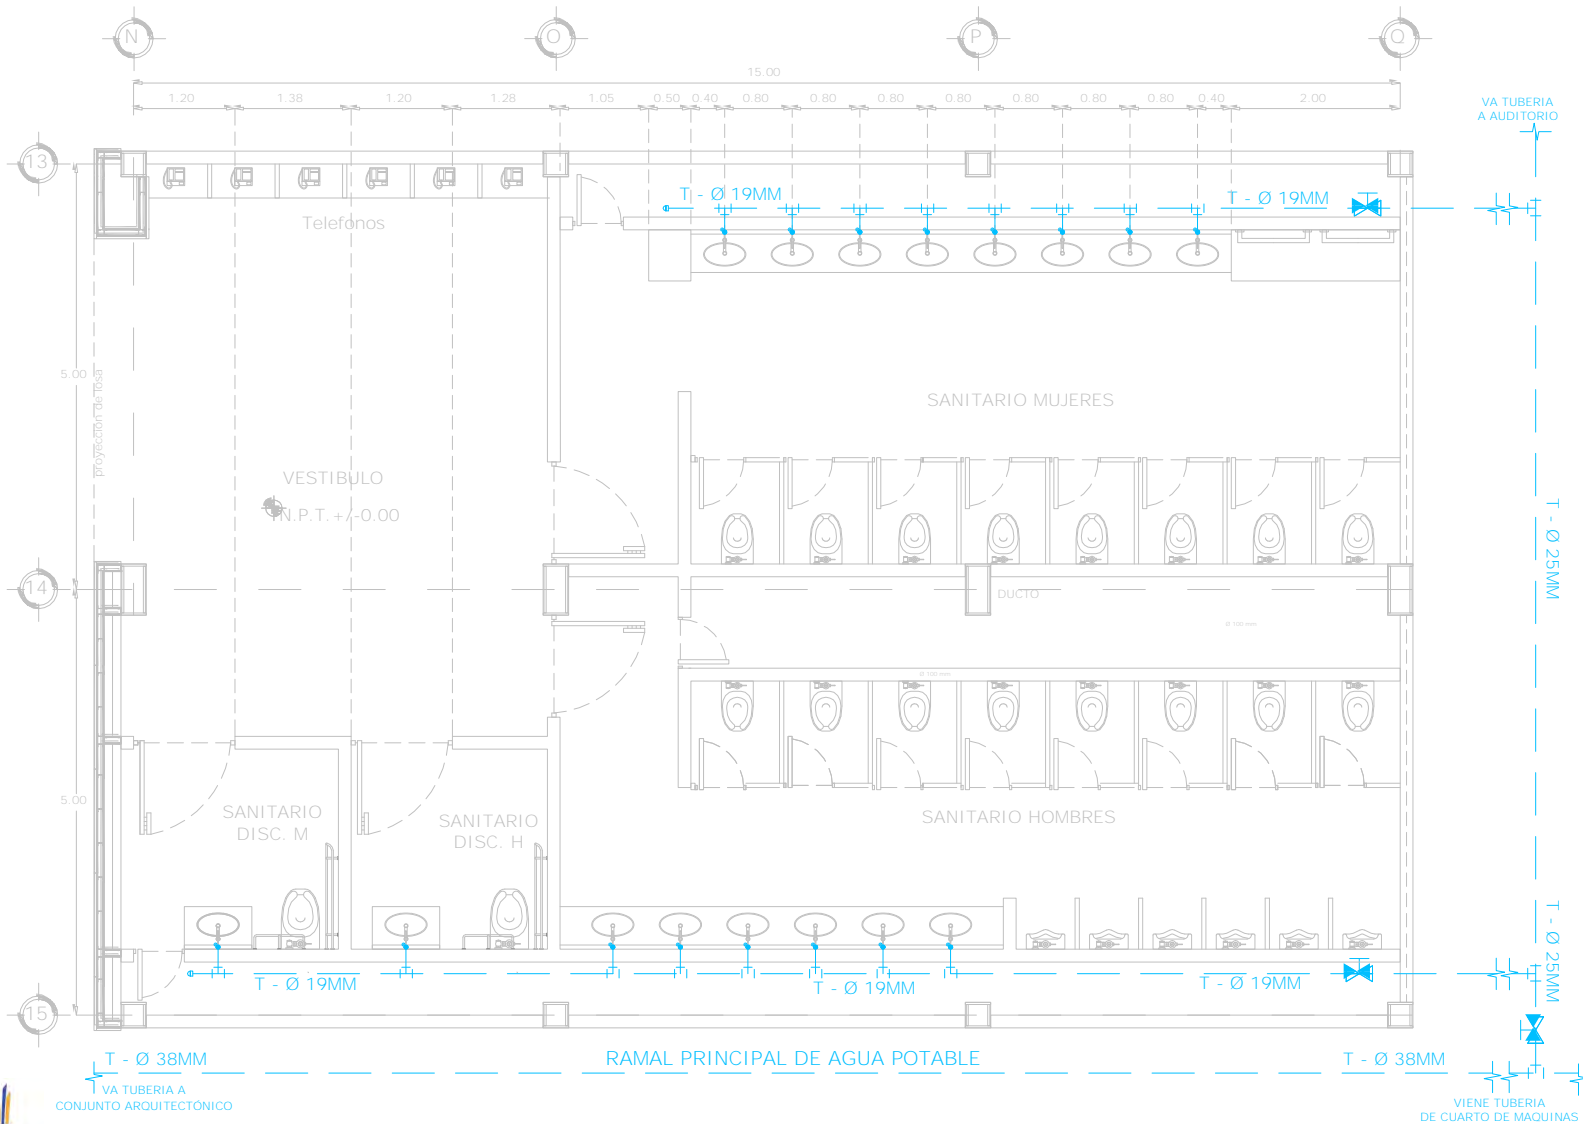 N
O
P
Q
15.00
1.20
1.38
1.20
1.28
1.05
0.50
0.40
0.80
0.80
0.80
0.80
0.80
0.80
0.80
0.40
2.00
VA TUBERIA
A AUDITORIO
13
T - Ø 19MM
T - Ø 19MM
Telefonos
5.00
proyección de losa
SANITARIO MUJERES
VESTIBULO
N.P.T. +/-0.00
T - Ø 25MM
14
DUCTO
Ø 100 mm
Ø 100 mm
5.00
SANITARIO
DISC. M
SANITARIO
DISC. H
SANITARIO HOMBRES
T - Ø 25MM
T - Ø 19MM
T - Ø 19MM
T - Ø 19MM
15
T - Ø 38MM
RAMAL PRINCIPAL DE AGUA POTABLE
T - Ø 38MM
VA TUBERIA A
CONJUNTO ARQUITECTÓNICO
VIENE TUBERIA
DE CUARTO DE MAQUINAS